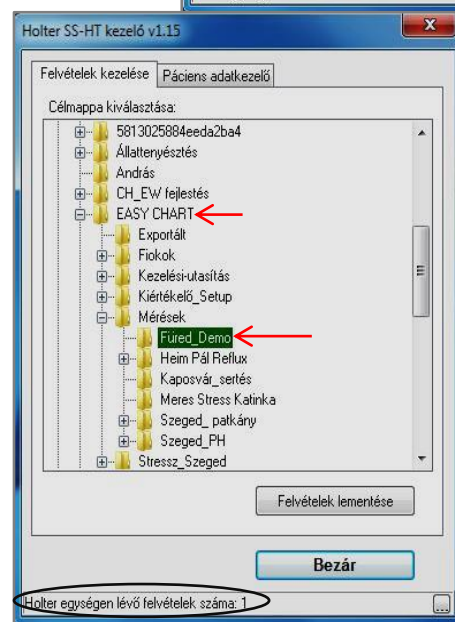 Holter SS-HT kezelő v1.15
Felvételek kezelése Páciens adatkezelő
Célmappa kiválasztása:
5813025884eeda2ba4
Állattenyésztés
András
CH_EW fejlestés
EASY CHART
Exportált
Fiokok
Kezelési-utasítás
Kiértékelő_Setup
Mérések
Füred_Demo
Heim Pál Reflux
Kaposvár_sertés
Meres Stress Katinka
Szeged_ patkány
Szeged_PH
Stressz_Szeged
Felvételek lementése
Bezár
Holter egységen lévő felvételek száma: 1
...